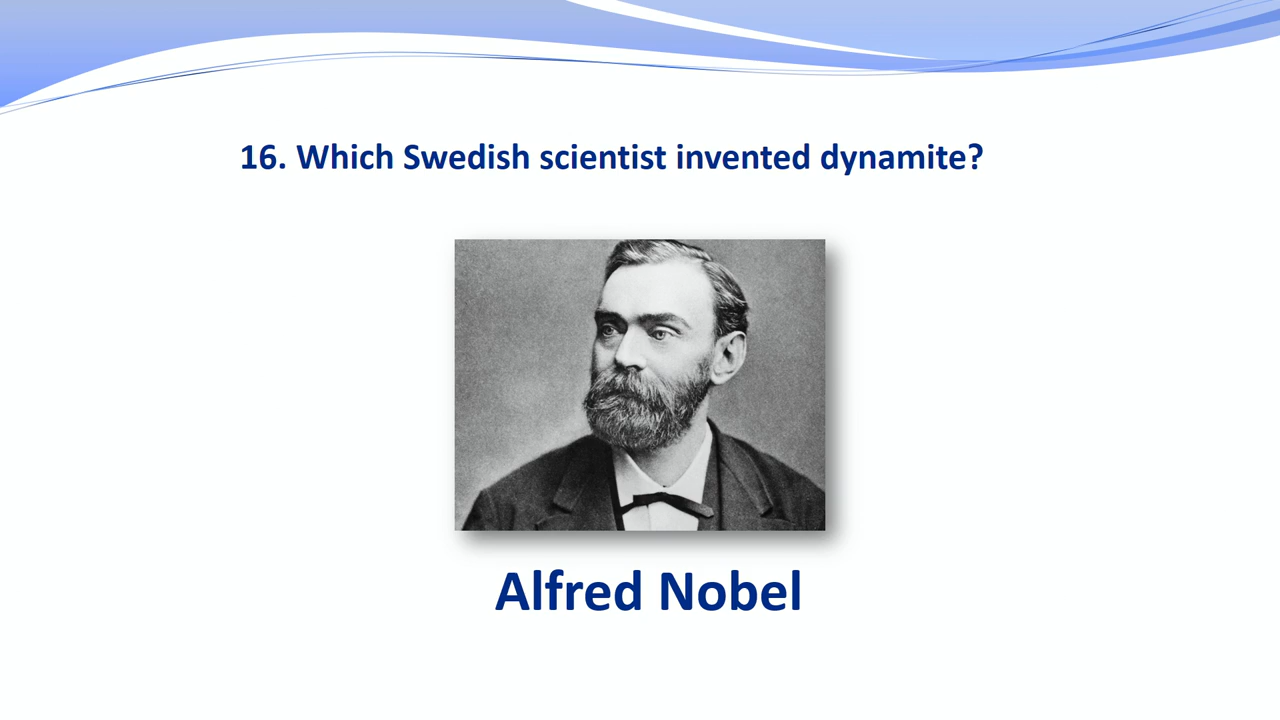 16. Which Swedish scientist invented dynamite?
Alfred Nobel